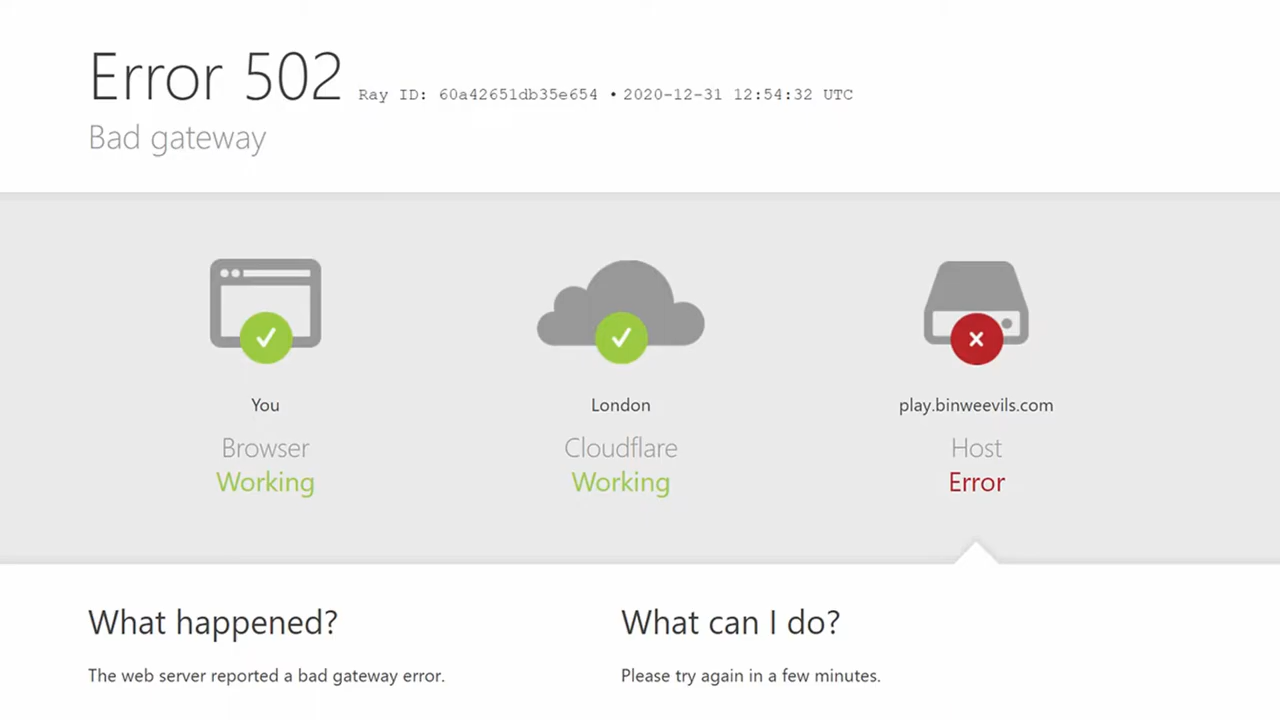 Error 502 Ray ID: 60a42651db35e654 • 2020-12-31 12:54:32 UTC
Bad gateway
You
London
play.binweevils.com
Browser
Cloudflare
Host
Working
Working
Error
What happened?
What can I do?
The web server reported a bad gateway error.
Please try again in a few minutes.